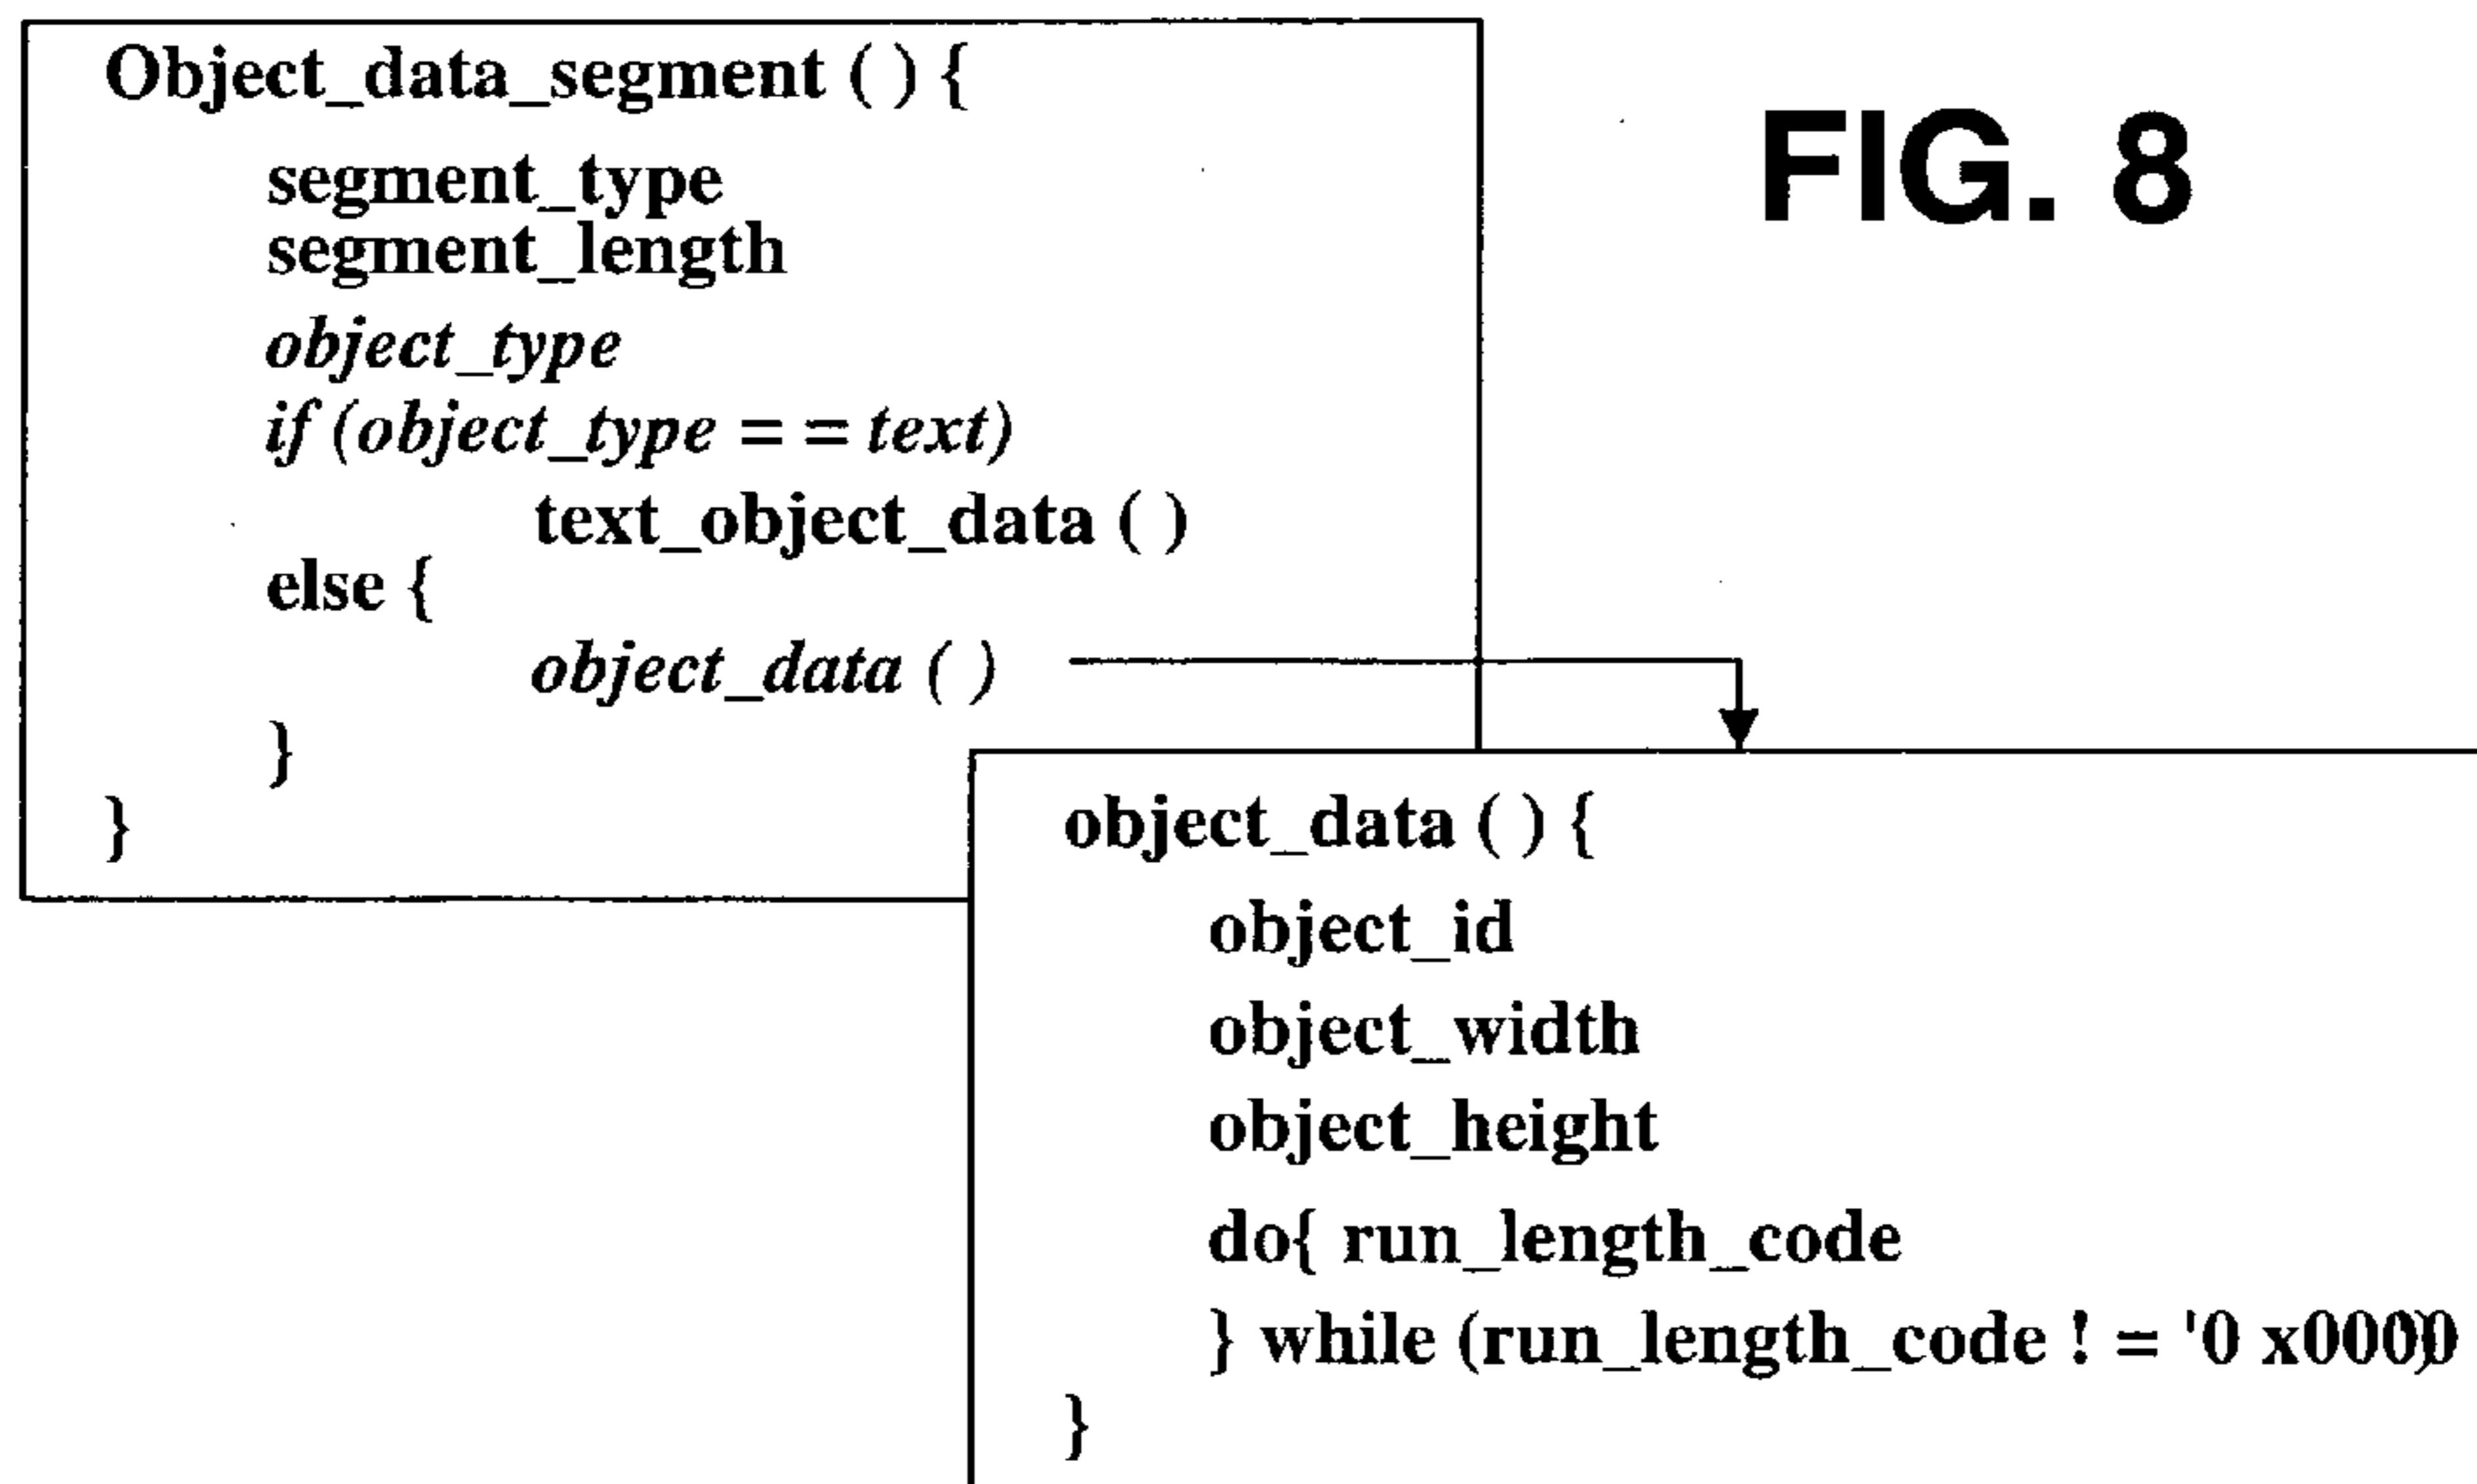 Object_data_segment ( ) {
segment_type
segment_length
object_type
if (object_type = = text)
text_object_data ( )
else {
object_data ( )
}
}
FIG. 8
object_data ( ) {
object_id
object_width
object_height
do{ run_length_code
} while (run_length_code ! = '0 x0000)
}